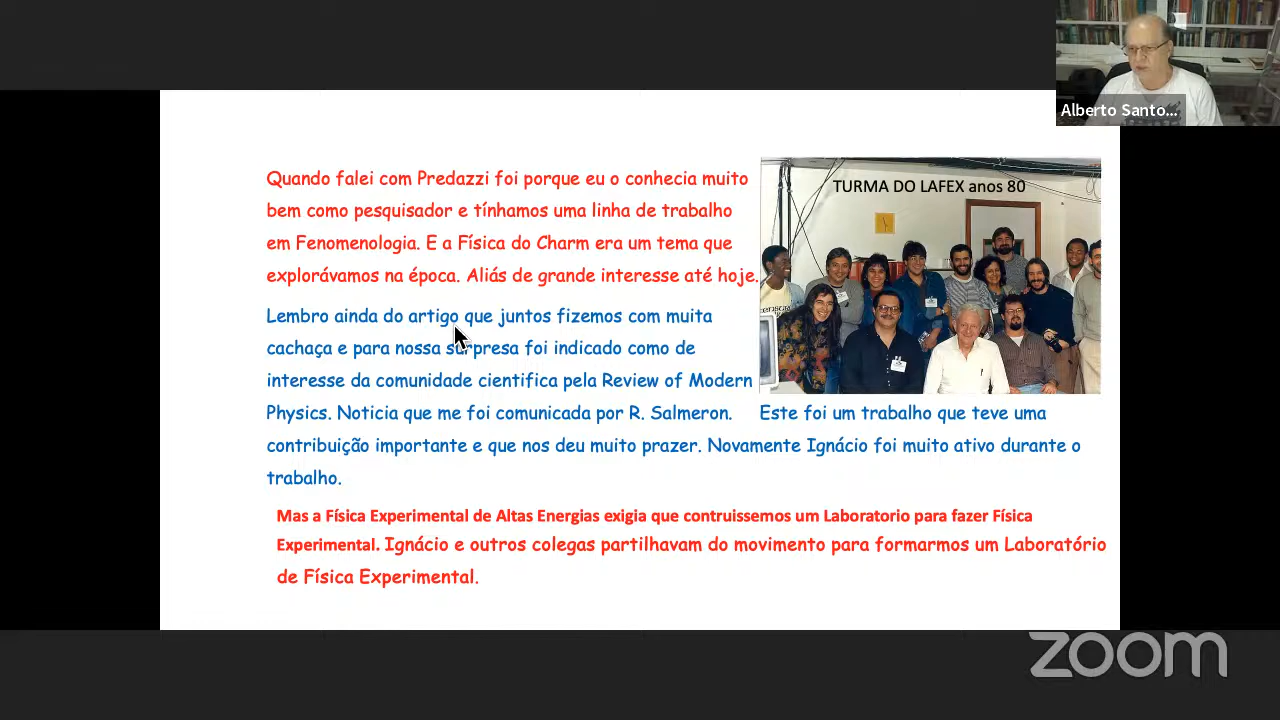 Alberto Santo...
TURMA DO LAFEX anos 80
Quando falei com Predazzi foi porque eu o conhecia muito
bem como pesquisador e tínhamos uma linha de trabalho
em Fenomenologia. E a Física do Charm era um tema que
explorávamos na época. Aliás de grande interesse até hoje.
Lembro ainda do artigo que juntos fizemos com muita
cachaça e para nossa surpresa foi indicado como de
interesse da comunidade cientifica pela Review of Modern
Physics. Noticia que me foi comunicada por R. Salmeron. Este foi um trabalho que teve uma
contribuição importante e que nos deu muito prazer. Novamente Ignácio foi muito ativo durante o
trabalho.
Mas a Física Experimental de Altas Energias exigia que contruissemos um Laboratorio para fazer Física
Experimental. Ignácio e outros colegas partilhavam do movimento para formarmos um Laboratório
de Física Experimental.
zoom